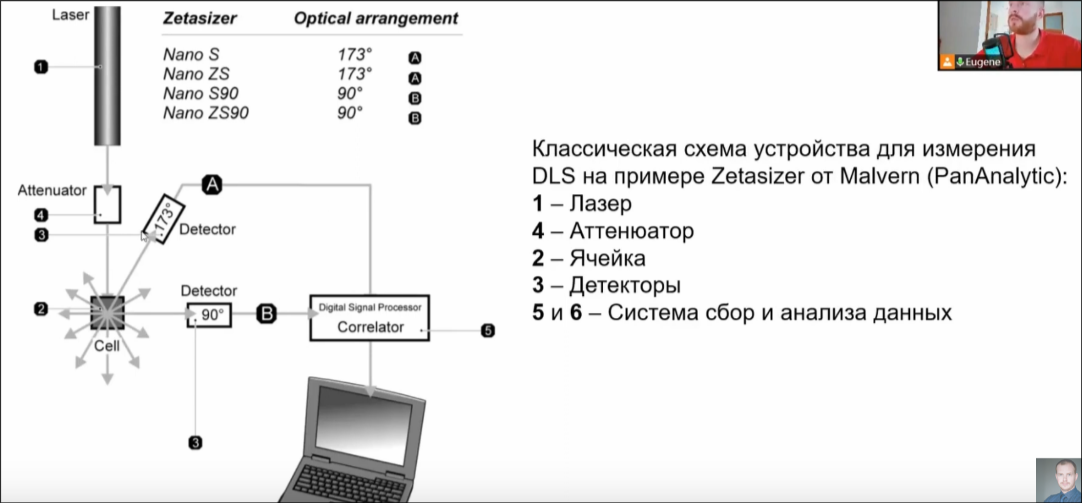 Laser
Zetasizer Optical arrangement
Nano S 173° A
Nano ZS 173° A
Nano S90 90° B
Nano ZS90 90° B
1
Eugene
Attenuator
4
3
A
173°
Detector
Detector
2
90°
B
Digital Signal Processor
Correlator
5
Cell
3
Классическая схема устройства для измерения
DLS на примере Zetasizer от Malvern (PanAnalytic):
1 – Лазер
4 – Аттенюатор
2 – Ячейка
3 – Детекторы
5 и 6 – Система сбор и анализа данных